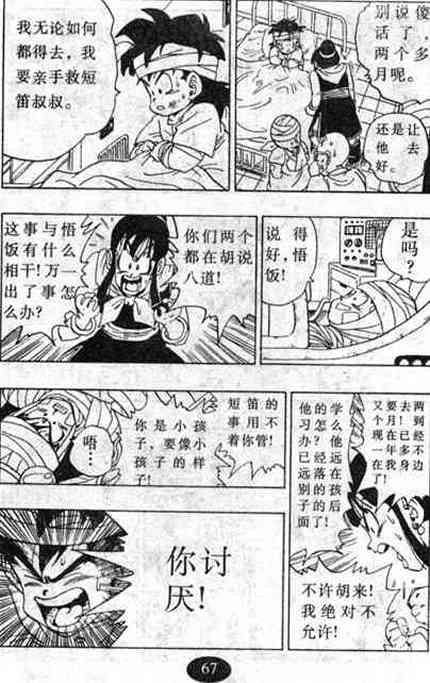 我无论如何
都得去，我
要亲手救短
笛叔叔。
别说傻
话了，
两个多
月呢。
还是让
他去
好。
这事与悟
饭有什么
相干!万一
出了事怎
么办？
你们两个
都在胡说
八道!
说得
好,悟
饭!
是
吗?
唔…
你是小孩
子,要像小
孩子的样
子!
短笛的
事用不
着你管!
他的学
习怎么
办？他
已经远
远落在
别的孩
子的后
面了!
又要去两
个月!到
现在已经
一年多不
在我身边
了!
不许胡来!
我绝对不
允许!
你讨
厌!
67